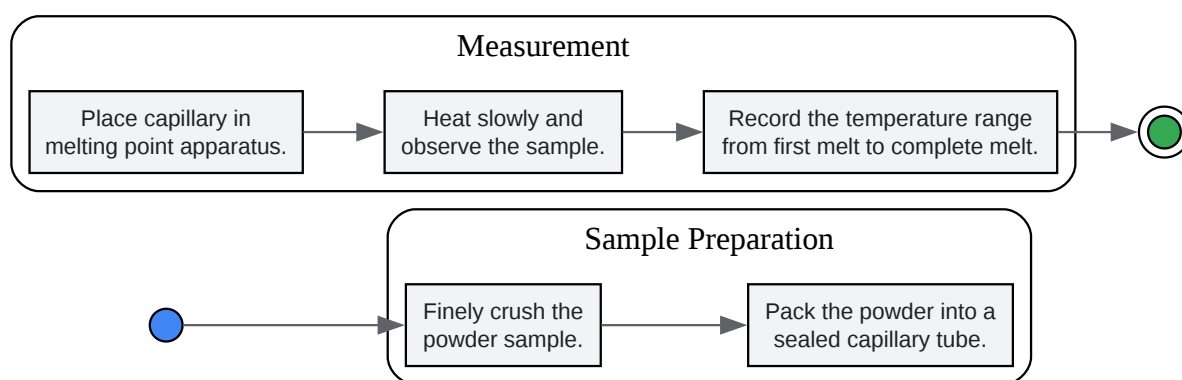 Measurement
Place capillary in
melting point apparatus.
Heat slowly and
observe the sample.
Record the temperature range
from first melt to complete melt.
Sample Preparation
Finely crush the
powder sample.
Pack the powder into a
sealed capillary tube.